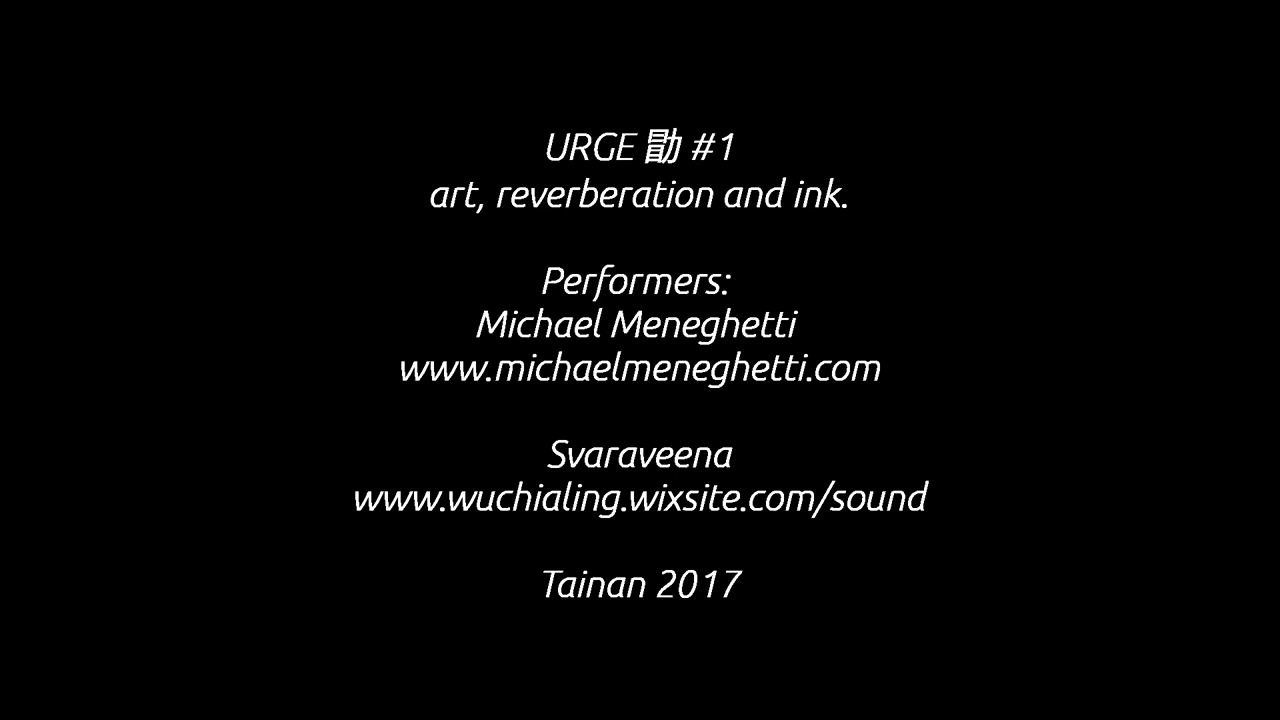 URGE 勖 #1
art, reverberation and ink.
Performers:
Michael Meneghetti
www.michaelmeneghetti.com
Svaraveena
www.wuchialing.wixsite.com/sound
Tainan 2017